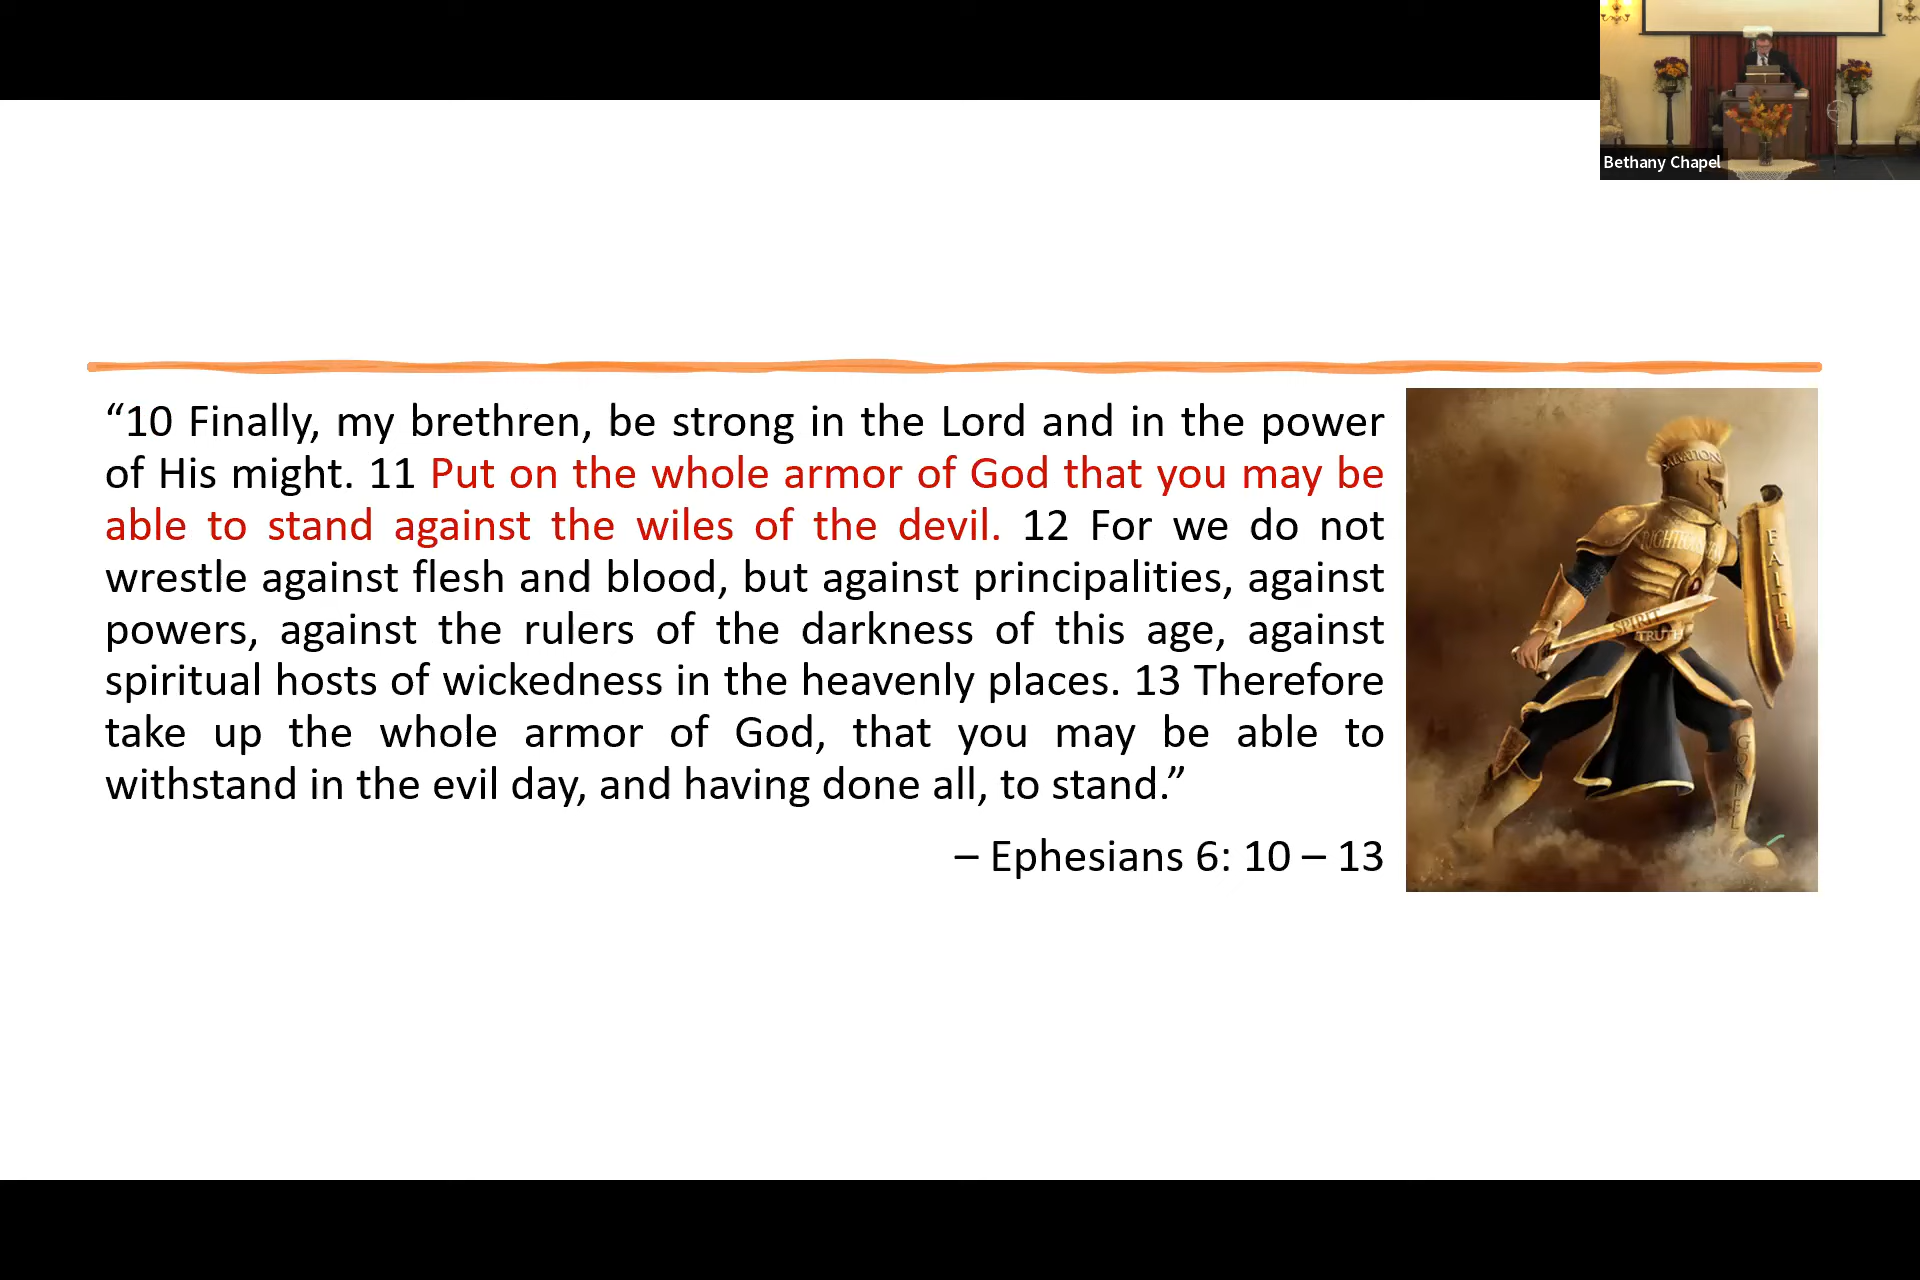 Bethany Chapel
“10 Finally, my brethren, be strong in the Lord and in the power
of His might. 11 Put on the whole armor of God that you may be
able to stand against the wiles of the devil. 12 For we do not
wrestle against flesh and blood, but against principalities, against
powers, against the rulers of the darkness of this age, against
spiritual hosts of wickedness in the heavenly places. 13 Therefore
take up the whole armor of God, that you may be able to
withstand in the evil day, and having done all, to stand.”
– Ephesians 6: 10 – 13
SALVATION
FAITH
SPIRIT
TRUTH
GOSPEL